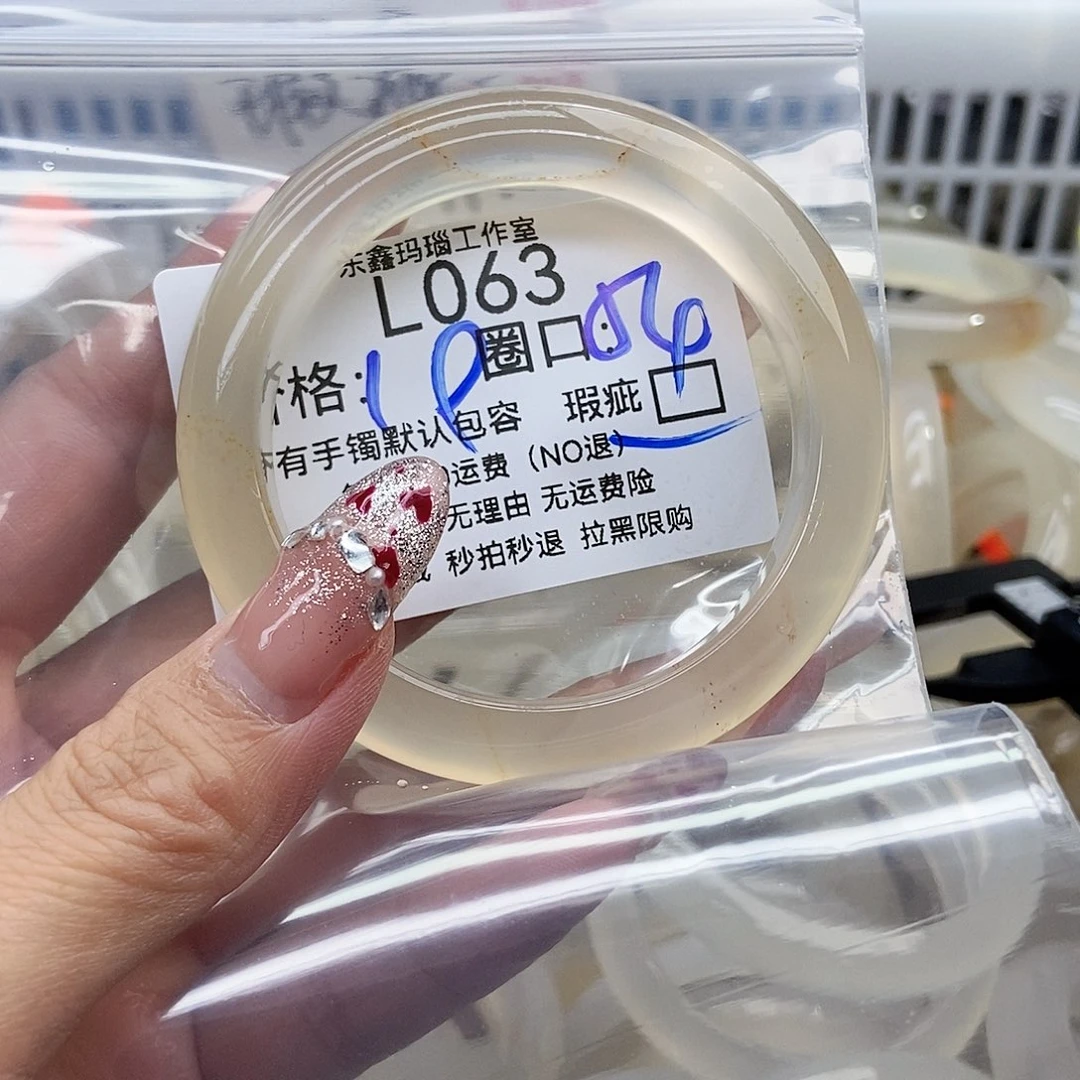 乐鑫玛瑙工作室
L063
格: 圈口: 56
有手镯默认包容 瑕疵
运费（NO退）
无理由 无运费险
秒拍秒退 拉黑限购